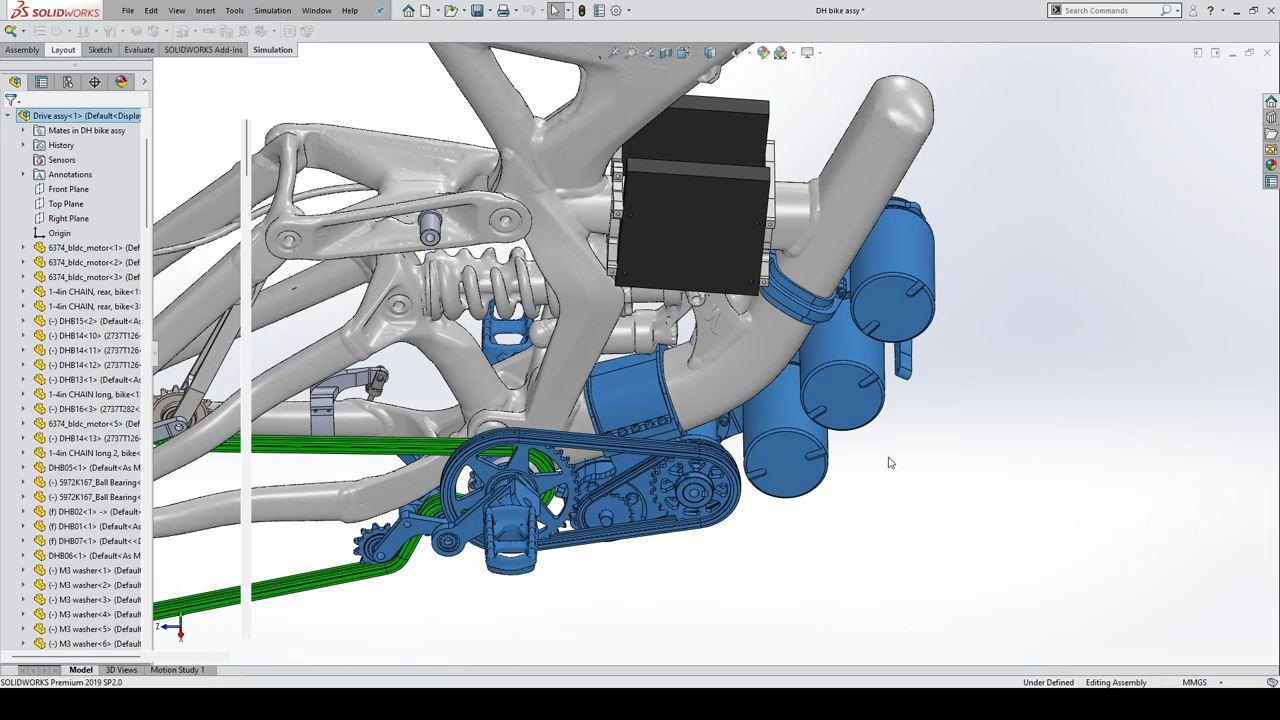 SOLIDWORKS File Edit View Insert Tools Simulation Window Help DH bike assy * Search Commands
Assembly Layout Sketch Evaluate SOLIDWORKS Add-Ins Simulation
Drive assy<1> (Default<Display
Mates in DH bike assy
History
Sensors
Annotations
Front Plane
Top Plane
Right Plane
Origin
6374_bldc_motor<1> (Def
6374_bldc_motor<2> (Def
6374_bldc_motor<3> (Def
1-4in CHAIN, rear, bike<1:
1-4in CHAIN, rear, bike<3:
(-) DHB15<2> (Default<As
(-) DHB14<10> (2737T126
(-) DHB14<11> (2737T126
(-) DHB14<12> (2737T126
(-) DHB13<1> (Default<As
1-4in CHAIN long, bike<1:
(-) DHB16<3> (2737T282<
6374_bldc_motor<5> (Def
(-) DHB14<13> (2737T126
1-4in CHAIN long 2, bike<
DHB05<1> (Default<As M
(-) 5972K167_Ball Bearing<
(-) 5972K167_Ball Bearing<
(f) DHB02<1> -> (Default<
(f) DHB01<1> (Default<As
(f) DHB07<1> (Default<<D
DHB06<1> (Default<As M
(-) M3 washer<1> (Default
(-) M3 washer<2> (Default
(-) M3 washer<3> (Default
(-) M3 washer<4> (Default
(-) M3 washer<5> (Default
(-) M3 washer<6> (Default
Z X
Model 3D Views Motion Study 1
SOLIDWORKS Premium 2019 SP2.0 Under Defined Editing Assembly MMGS